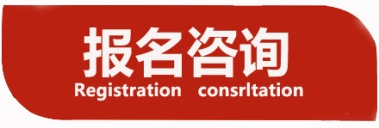 报名咨询
Registration consrltation